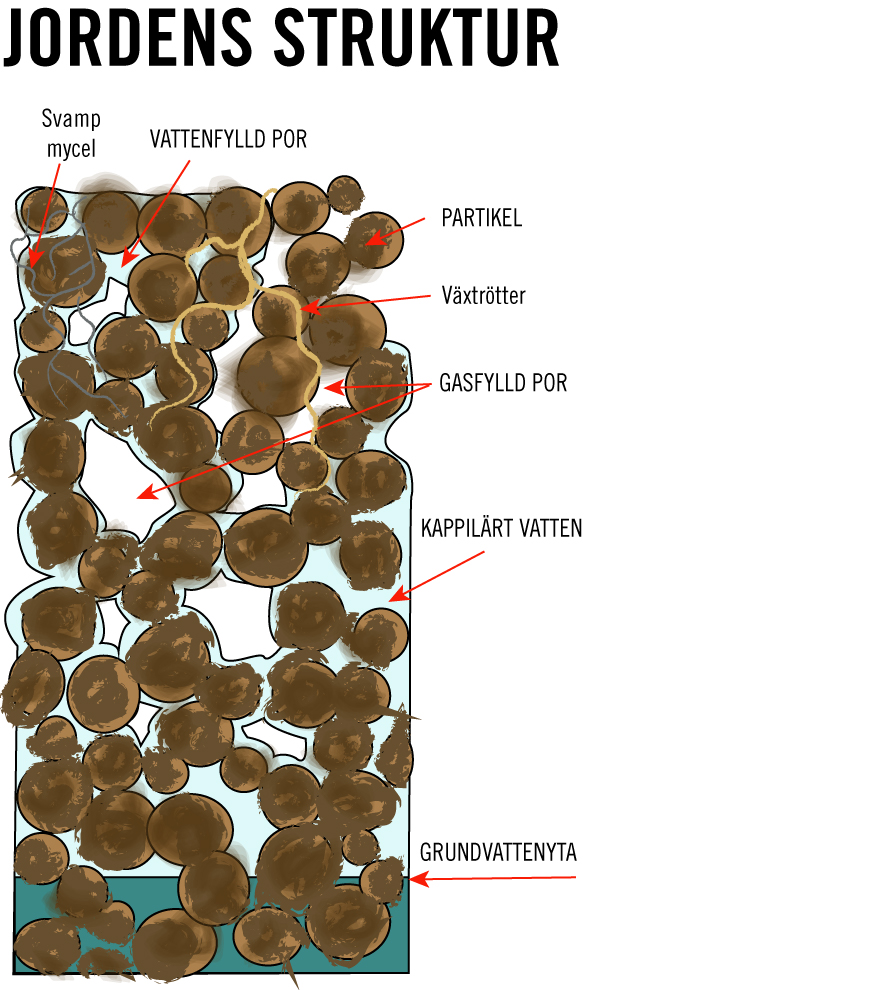 JORDENS STRUKTUR
Svamp
mycel
VATTENFYLLD POR
PARTIKEL
Växtrötter
GASFYLLD POR
KAPPILÄRT VATTEN
GRUNDVATTENYTA